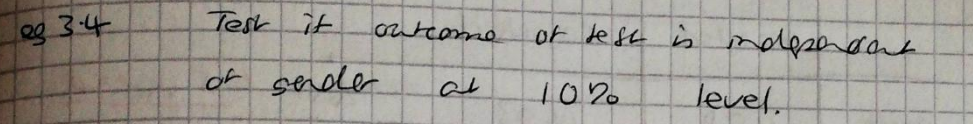 eg 3.4 Test if outcome of test is independent
of gender at 10% level.